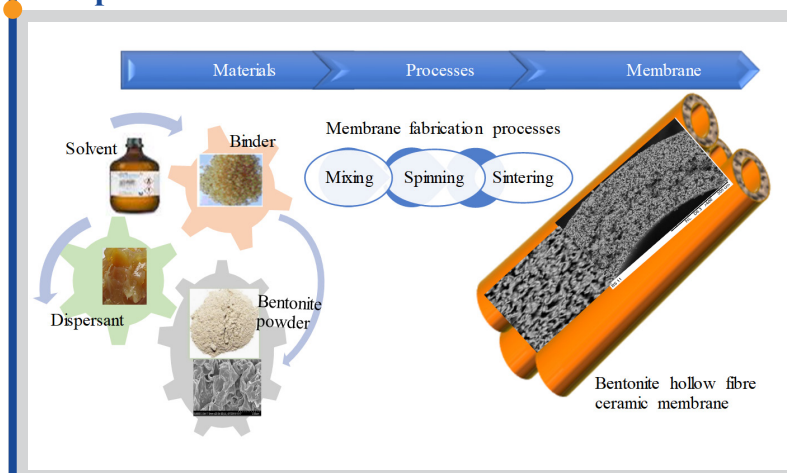 Materials
Processes
Membrane
Solvent
Binder
Dispersant
Bentonite
powder
Membrane fabrication processes
Mixing
Spinning
Sintering
Bentonite hollow fibre
ceramic membrane